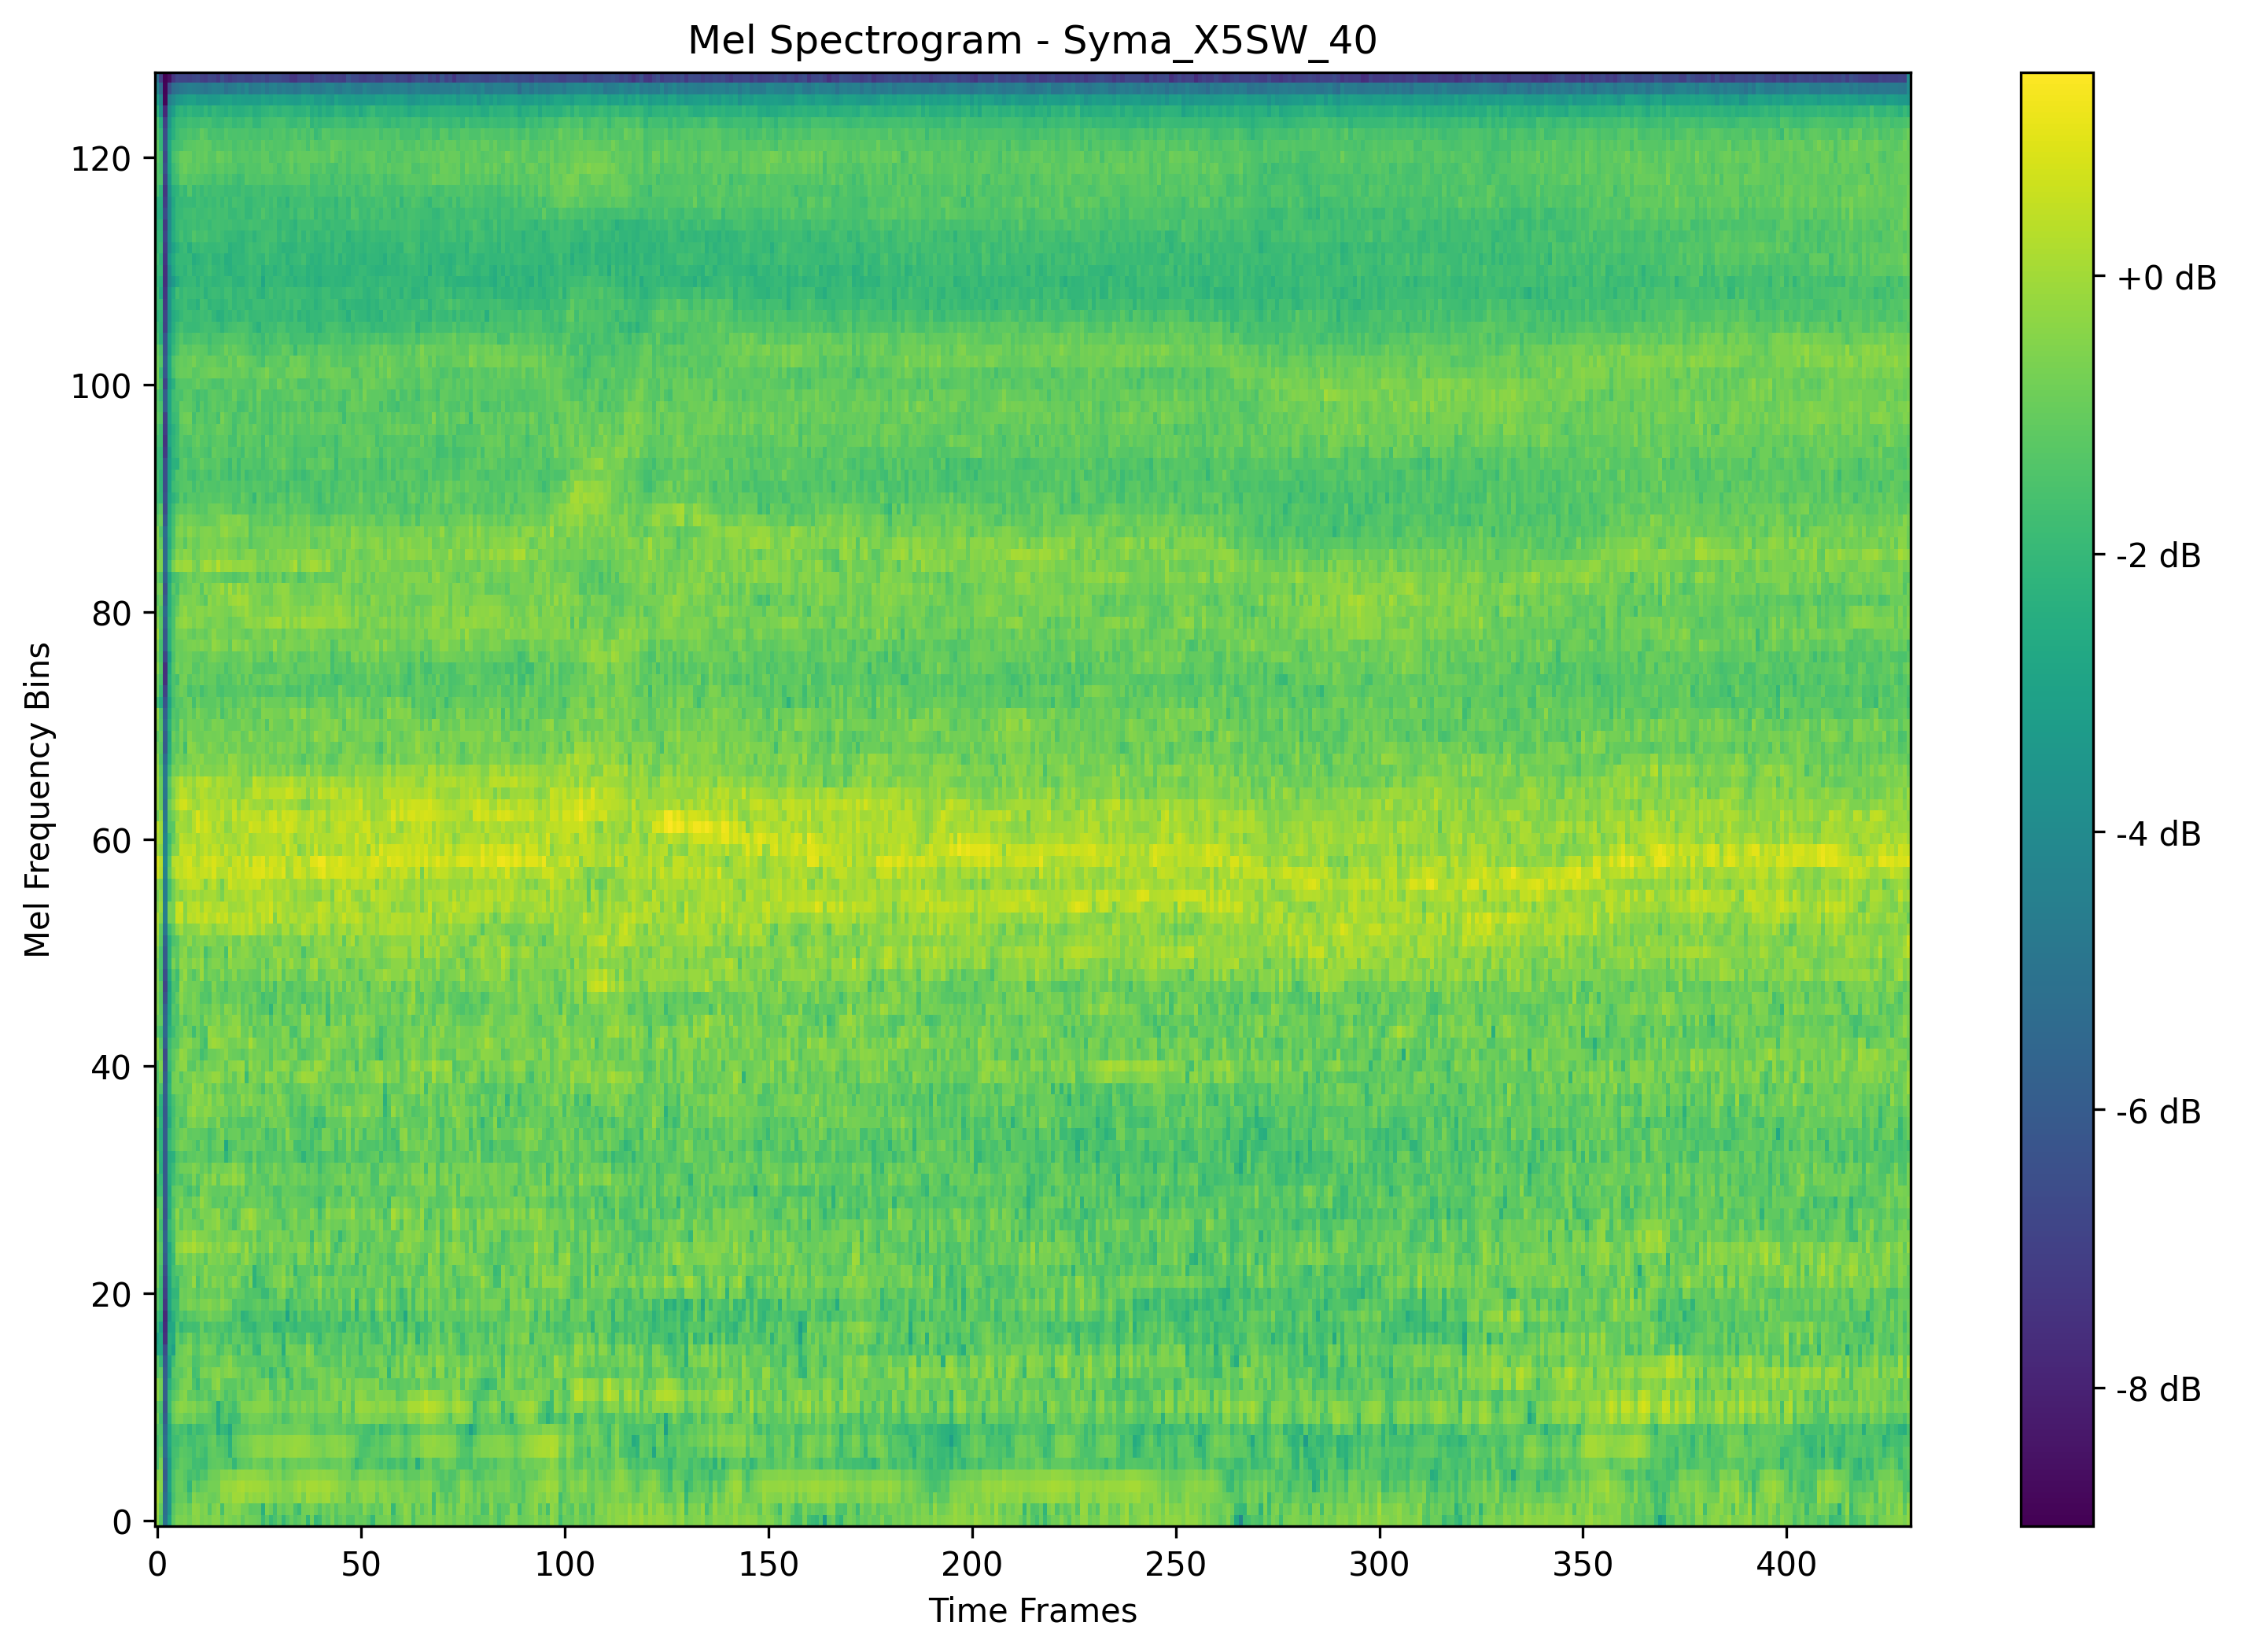 Mel Spectrogram - Syma_X5SW_40
Mel Frequency Bins
120
100
80
60
40
20
0
0 50 100 150 200 250 300 350 400
Time Frames
+0 dB
-2 dB
-4 dB
-6 dB
-8 dB